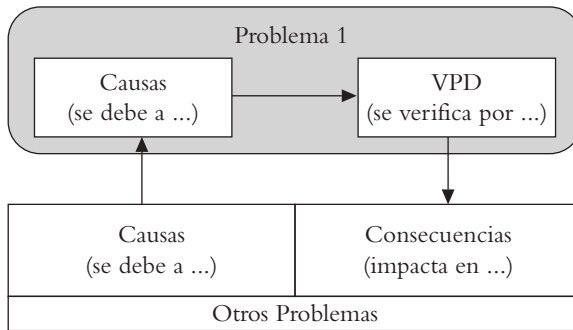 Problema 1
Causas
(se debe a ...)
VPD
(se verifica por ...)
Causas
(se debe a ...)
Consecuencias
(impacta en ...)
Otros Problemas